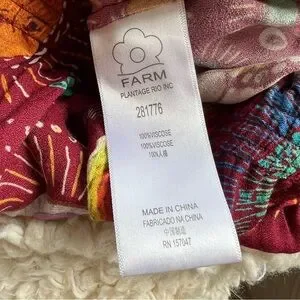 FARM
PLANTAGE RIO INC
281776
100%VISCOSE
100%VISCOSE
100%人棉
MADE IN CHINA
FABRICADO NA CHINA
中国制造
RN 157047